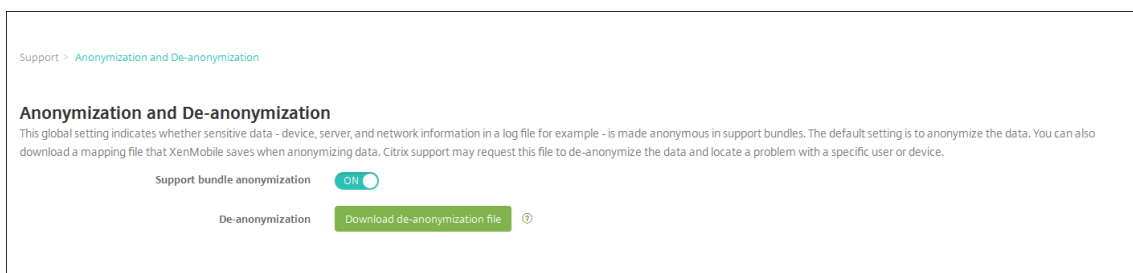 Support > Anonymization and De-anonymization
Anonymization and De-anonymization
This global setting indicates whether sensitive data - device, server, and network information in a log file for example - is made anonymous in support bundles. The default setting is to anonymize the data. You can also
download a mapping file that XenMobile saves when anonymizing data. Citrix support may request this file to de-anonymize the data and locate a problem with a specific user or device.
Support bundle anonymization ON
De-anonymization Download de-anonymization file ?